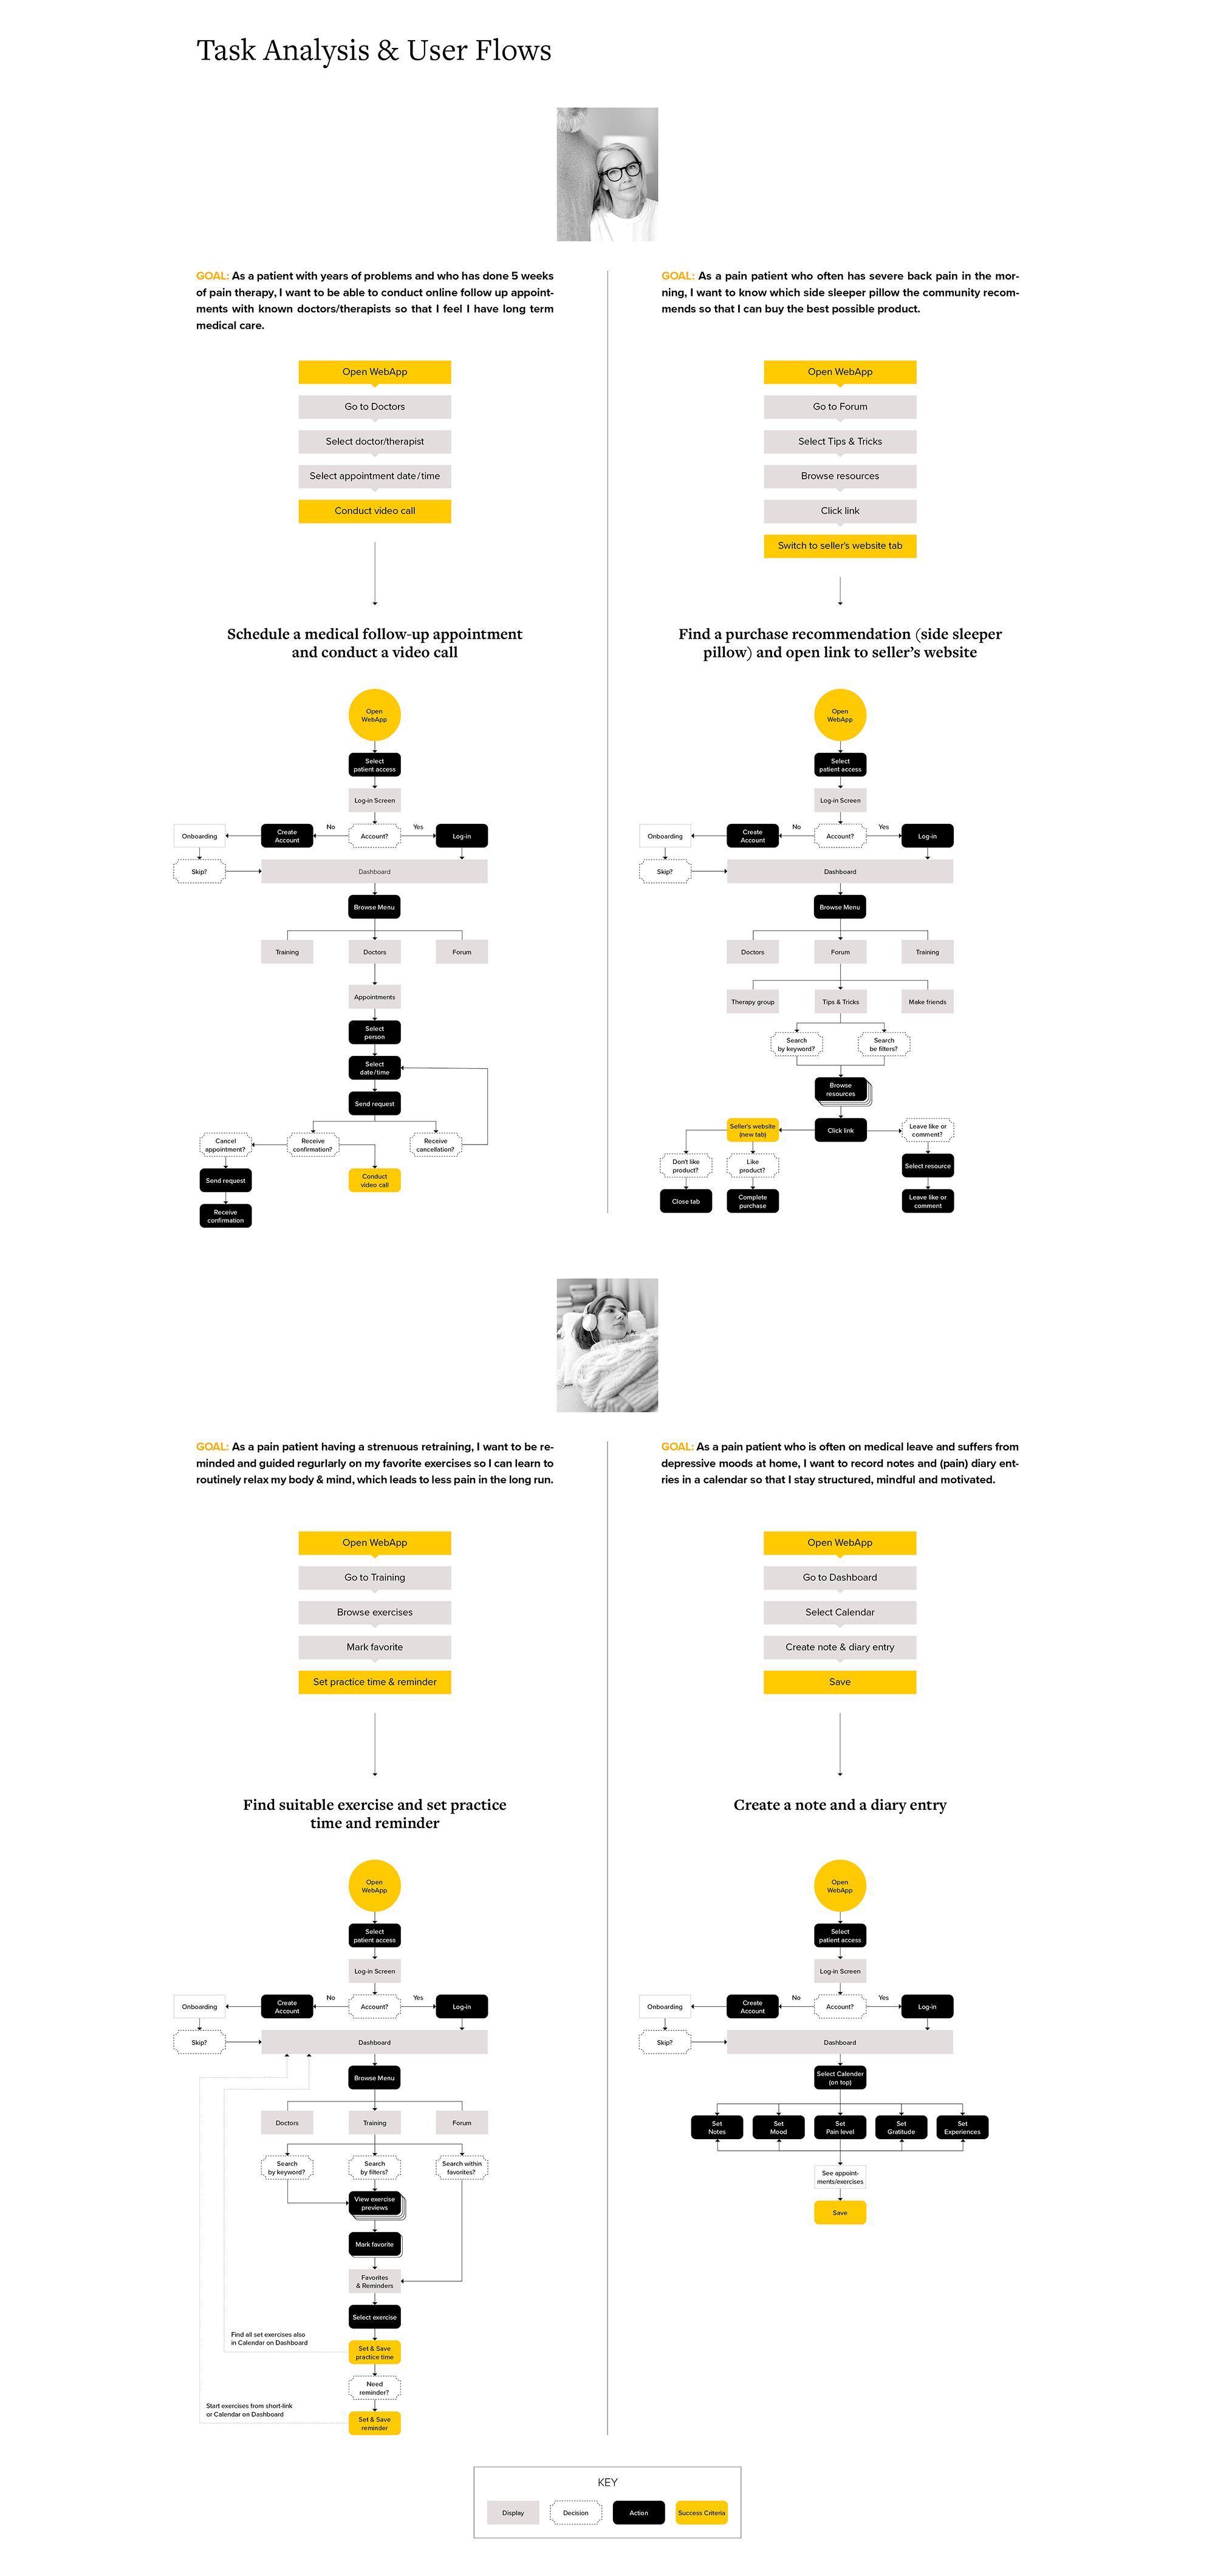 Task Analysis & User Flows
GOAL: As a patient with years of problems and who has done 5 weeks
of pain therapy, I want to be able to conduct online follow up appoint-
ments with known doctors/therapists so that I feel I have long term
medical care.
Open WebApp
Go to Doctors
Select doctor/therapist
Select appointment date/time
Conduct video call
Schedule a medical follow-up appointment
and conduct a video call
Open
WebApp
Select
patient access
Log-in Screen
Onboarding
Create
Account
No
Account?
Yes
Log-in
Skip?
Dashboard
Browse Menu
Training
Doctors
Forum
Appointments
Select
person
Select
date/time
Send request
Cancel
appointment?
Receive
confirmation?
Receive
cancellation?
Send request
Conduct
video call
Receive
confirmation
GOAL: As a pain patient who often has severe back pain in the mor-
ning, I want to know which side sleeper pillow the community recom-
mends so that I can buy the best possible product.
Open WebApp
Go to Forum
Select Tips & Tricks
Browse resources
Click link
Switch to seller's website tab
Find a purchase recommendation (side sleeper
pillow) and open link to seller’s website
Open
WebApp
Select
patient access
Log-in Screen
Onboarding
Create
Account
No
Account?
Yes
Log-in
Skip?
Dashboard
Browse Menu
Doctors
Forum
Training
Therapy group
Tips & Tricks
Make friends
Search
by keyword?
Search
be filters?
Browse
resources
Seller's website
(new tab)
Click link
Leave like or
comment?
Don't like
product?
Like
product?
Select resource
Close tab
Complete
purchase
Leave like or
comment
GOAL: As a pain patient having a strenuous retraining, I want to be re-
minded and guided regurlarly on my favorite exercises so I can learn to
routinely relax my body & mind, which leads to less pain in the long run.
Open WebApp
Go to Training
Browse exercises
Mark favorite
Set practice time & reminder
Find suitable exercise and set practice
time and reminder
Open
WebApp
Select
patient access
Log-in Screen
Onboarding
Create
Account
No
Account?
Yes
Log-in
Skip?
Dashboard
Browse Menu
Doctors
Training
Forum
Search
by keyword?
Search
by filters?
Search within
favorites?
View exercise
previews
Mark favorite
Favorites
& Reminders
Select exercise
Find all set exercises also
in Calendar on Dashboard
Set & Save
practice time
Need
reminder?
Start exercises from short-link
or Calendar on Dashboard
Set & Save
reminder
GOAL: As a pain patient who is often on medical leave and suffers from
depressive moods at home, I want to record notes and (pain) diary ent-
ries in a calendar so that I stay structured, mindful and motivated.
Open WebApp
Go to Dashboard
Select Calendar
Create note & diary entry
Save
Create a note and a diary entry
Open
WebApp
Select
patient access
Log-in Screen
Onboarding
Create
Account
No
Account?
Yes
Log-in
Skip?
Dashboard
Select Calender
(on top)
Set
Notes
Set
Mood
Set
Pain level
Set
Gratitude
Set
Experiences
See appoint-
ments/exercises
Save
KEY
Display
Decision
Action
Success Criteria